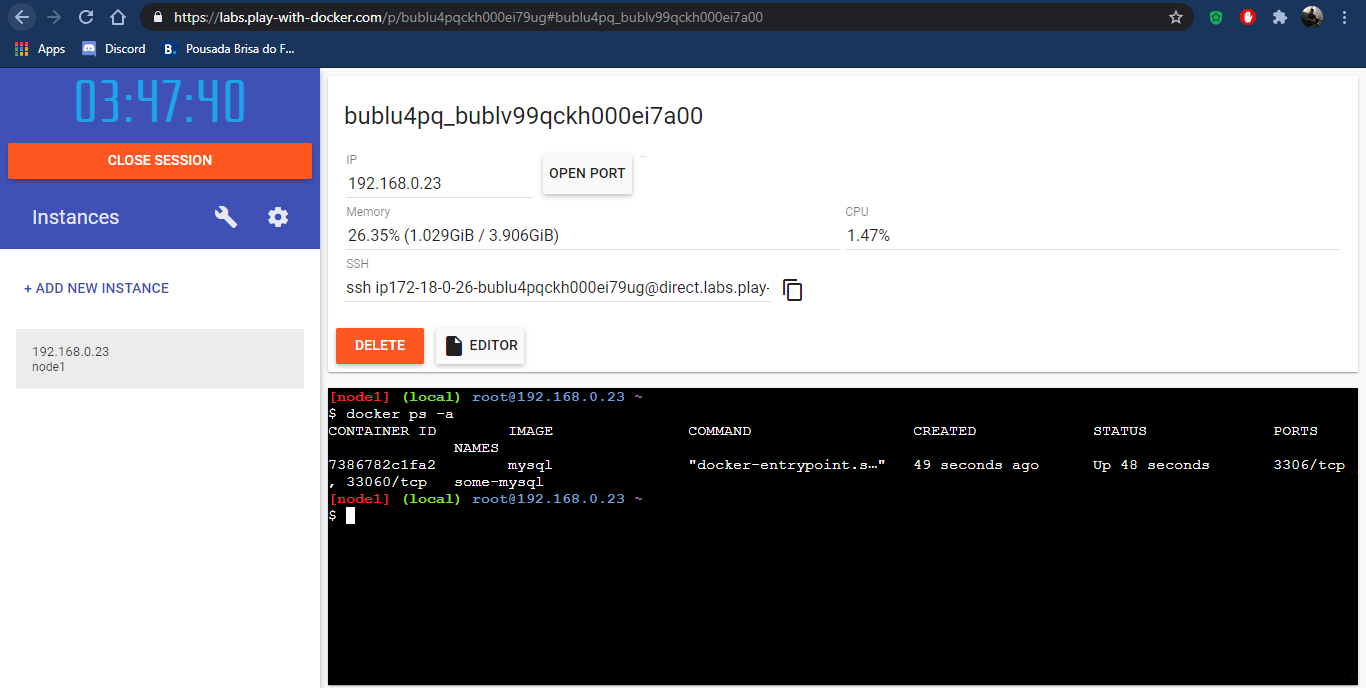 https://labs.play-with-docker.com/p/bublu4pqckh000ei79ug#bublu4pq_bublv99qckh000ei7a00
Apps Discord B. Pousada Brisa do F...
03:47:40
CLOSE SESSION
Instances
+ ADD NEW INSTANCE
192.168.0.23
node1
bublu4pq_bublv99qckh000ei7a00
IP
192.168.0.23
OPEN PORT
Memory CPU
26.35% (1.029GiB / 3.906GiB) 1.47%
SSH
ssh ip172-18-0-26-bublu4pqckh000ei79ug@direct.labs.play-
DELETE EDITOR
[node1] (local) root@192.168.0.23 ~
$ docker ps -a
CONTAINER ID IMAGE COMMAND CREATED STATUS PORTS
NAMES
7386782c1fa2 mysql "docker-entrypoint.s…" 49 seconds ago Up 48 seconds 3306/tcp
, 33060/tcp some-mysql
[node1] (local) root@192.168.0.23 ~
$